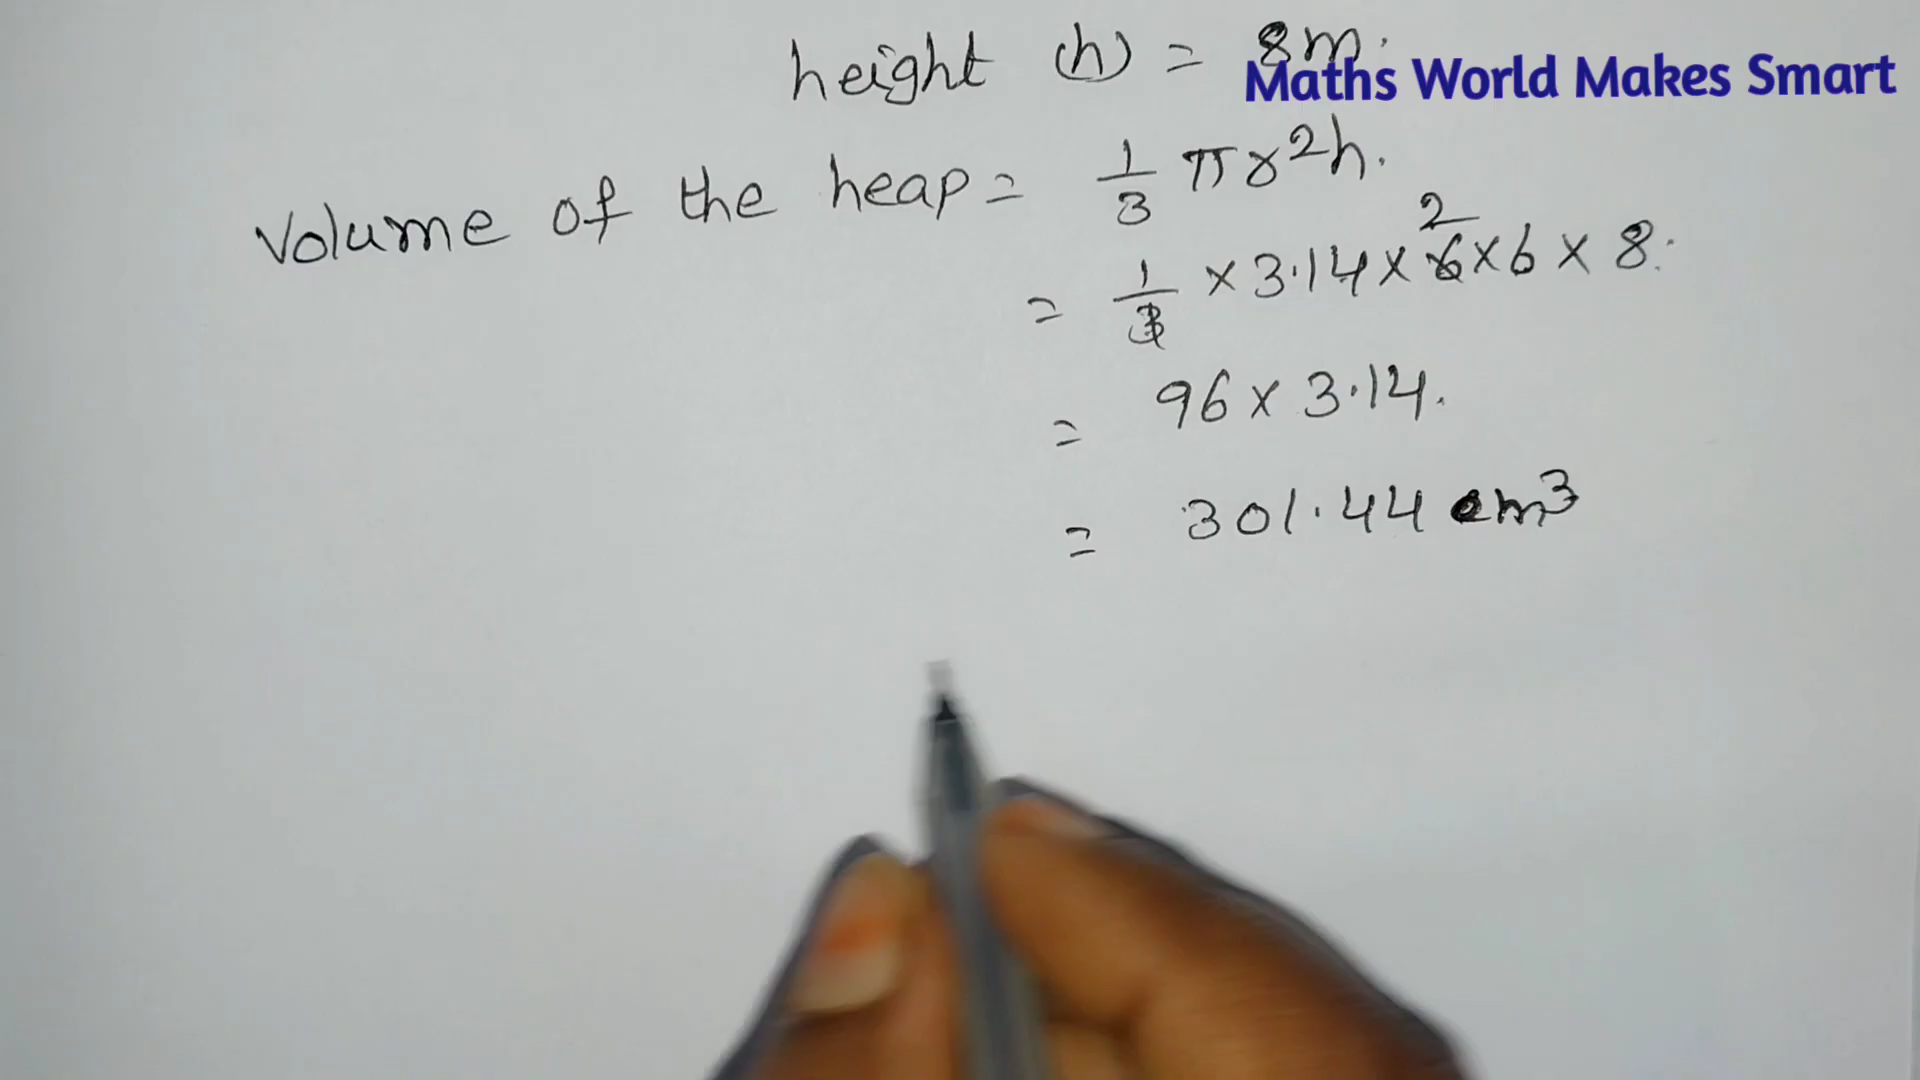 height (h) = 8m.
Maths World Makes Smart
Volume of the heap = 1/3 πr²h.
= 1/3 × 3.14 × 6 2 × 6 × 8.
= 96 × 3.14.
= 301.44 m³